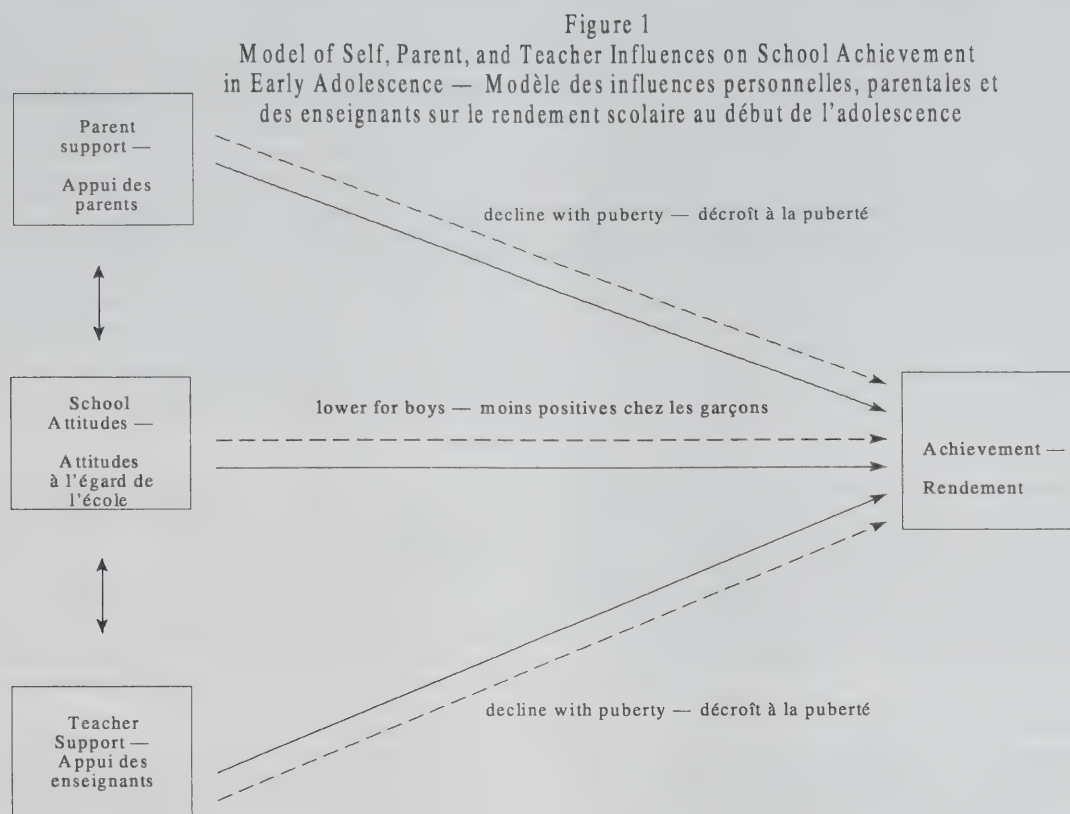 Figure 1
Model of Self, Parent, and Teacher Influences on School Achievement
in Early Adolescence — Modèle des influences personnelles, parentales et
des enseignants sur le rendement scolaire au début de l'adolescence
Parent
support —
Appui des
parents
decline with puberty — décroît à la puberté
School
Attitudes —
Attitudes
à l'égard de
l'école
lower for boys — moins positives chez les garçons
Achievement —
Rendement
Teacher
Support —
Appui des
enseignants
decline with puberty — décroît à la puberté